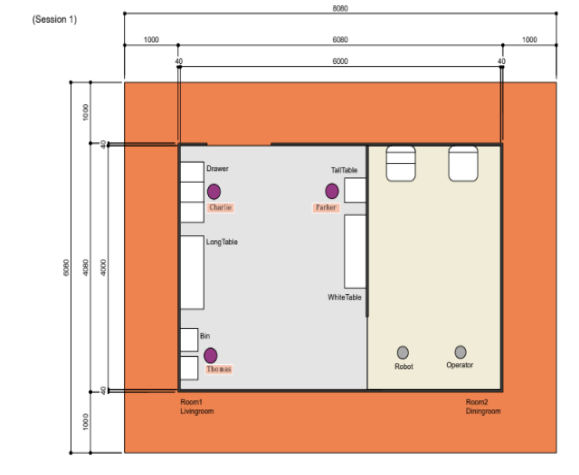 (Session 1)
8080
1000
6080
1000
40
6000
40
1000
40
Drawer
TallTable
Charlie
Parker
LongTable
6080
4080
4000
WhiteTable
Bin
Thomas
Robot
Operator
40
Room1
Livingroom
Room2
Diningroom
1000